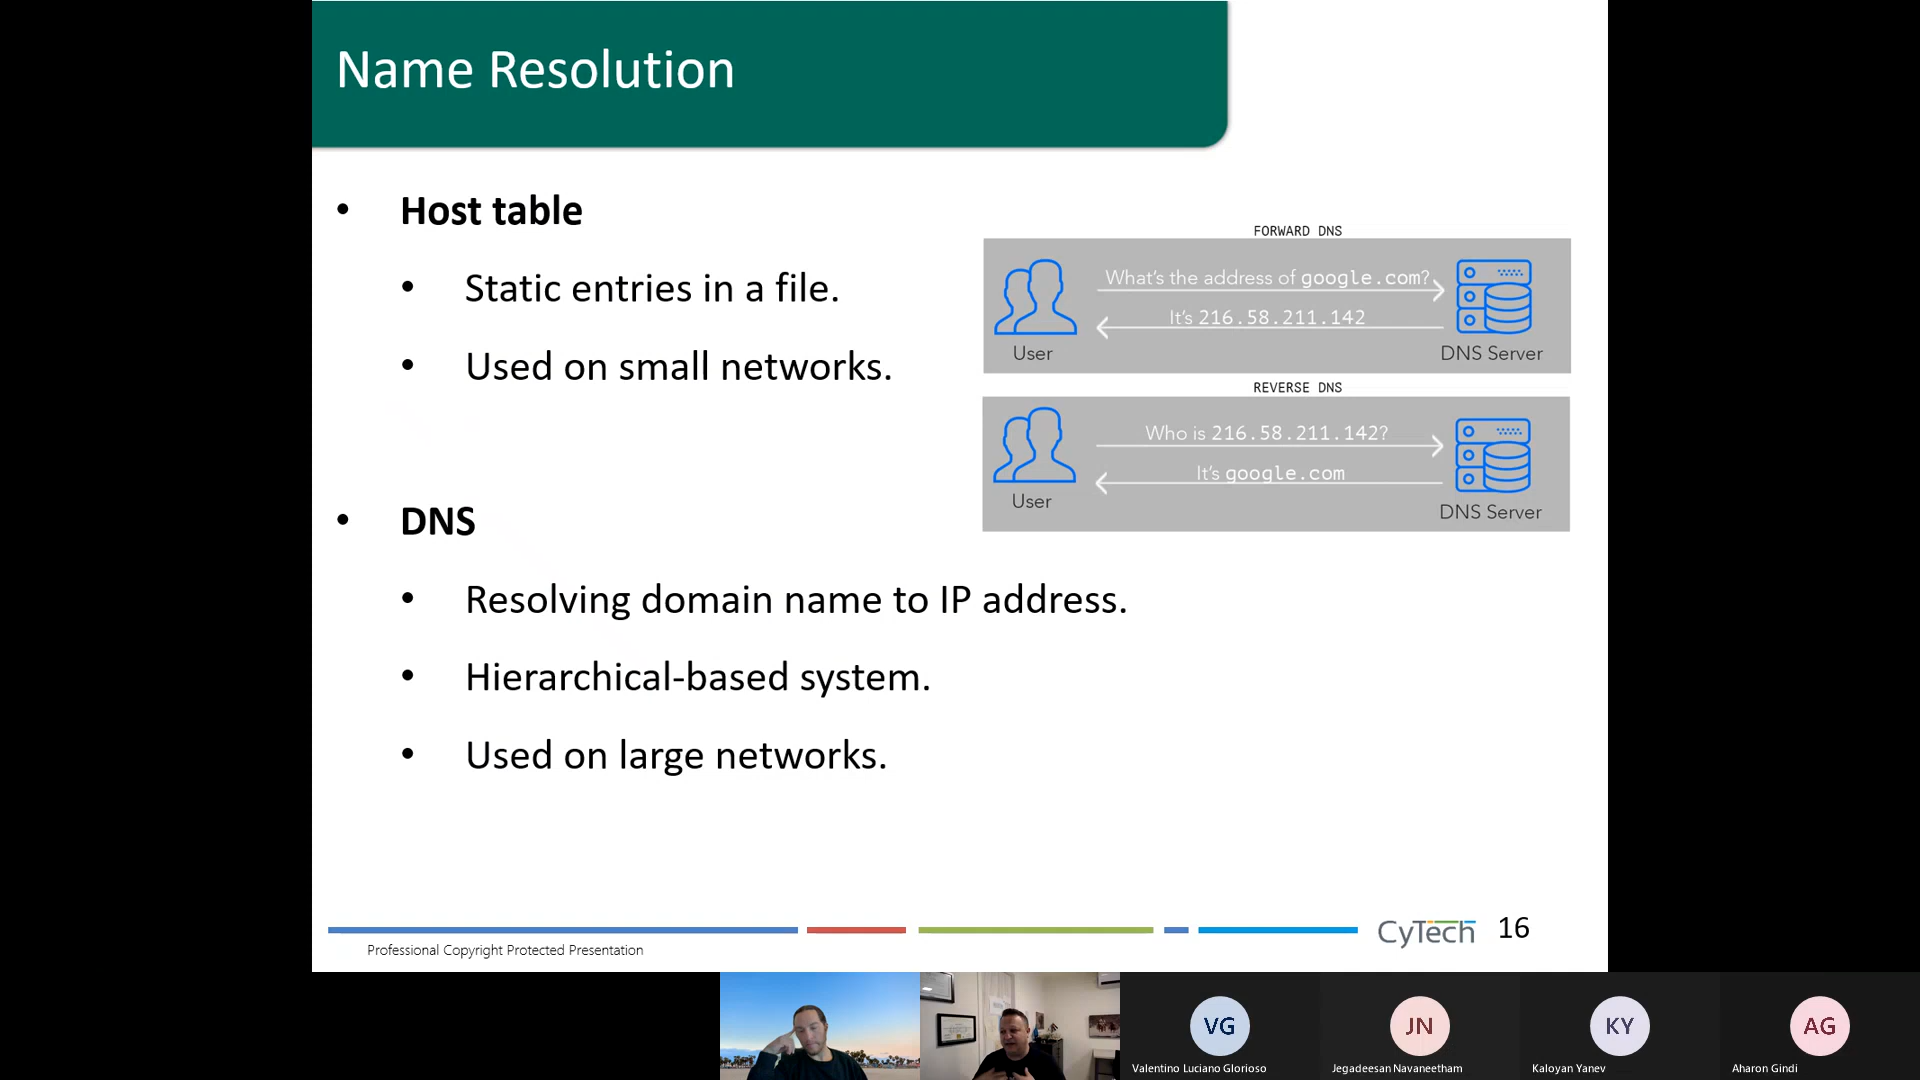 Name Resolution
• Host table
• Static entries in a file.
• Used on small networks.
FORWARD DNS
What's the address of google.com?
It's 216.58.211.142
User
DNS Server
REVERSE DNS
Who is 216.58.211.142?
It's google.com
User
DNS Server
• DNS
• Resolving domain name to IP address.
• Hierarchical-based system.
• Used on large networks.
Professional Copyright Protected Presentation
CyTech
16
VG
JN
KY
AG
Valentino Luciano Glorioso
Jegadeesan Navaneetham
Kaloyan Yanev
Aharon Gindi